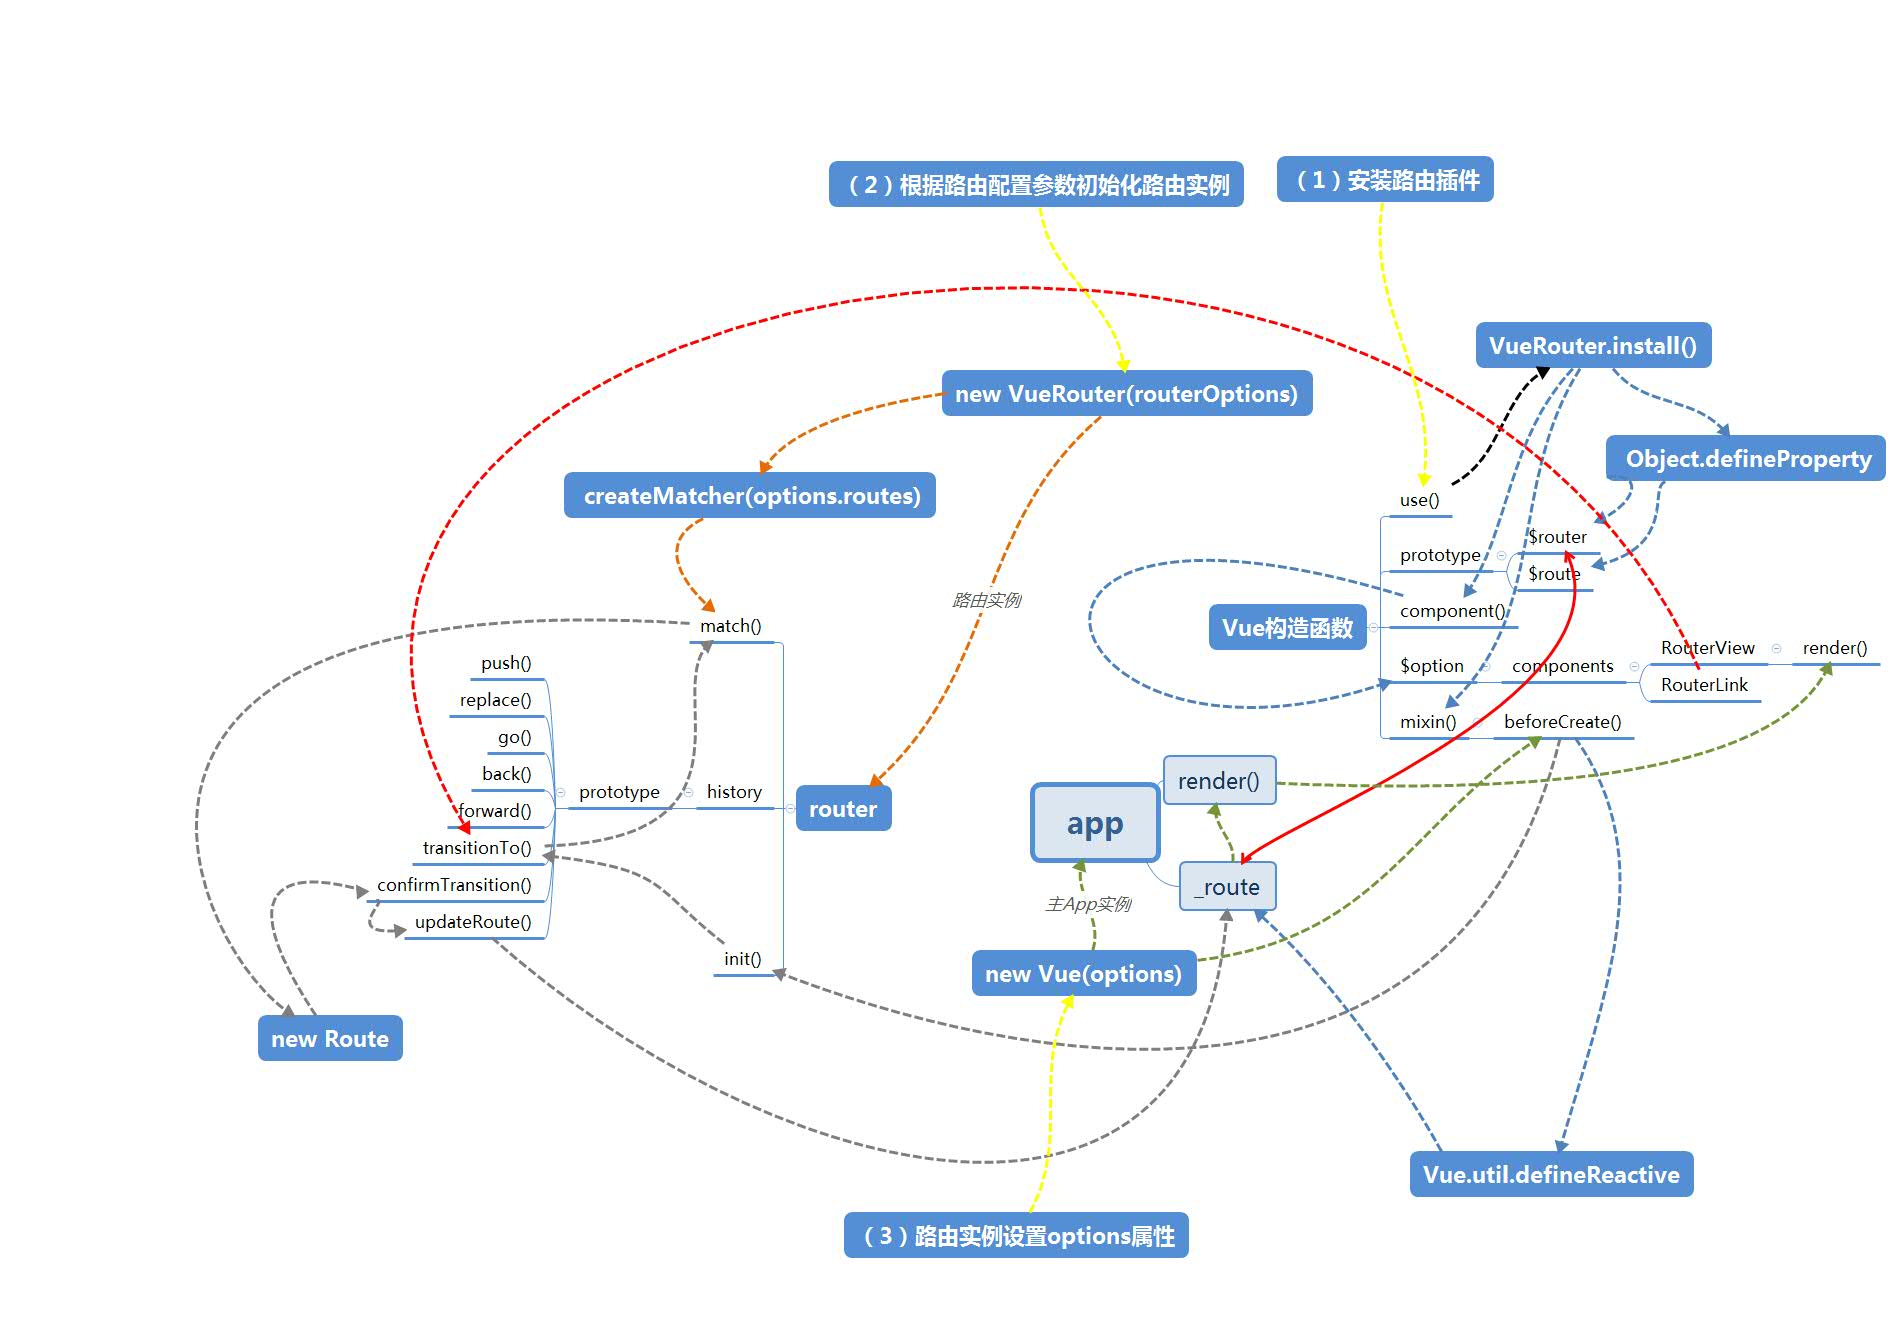 （2）根据路由配置参数初始化路由实例
（1）安装路由插件
VueRouter.install()
new VueRouter(routerOptions)
Object.defineProperty
createMatcher(options.routes)
use()
$router
prototype
$route
路由实例
component()
Vue构造函数
match()
RouterView
render()
push()
$option
components
RouterLink
replace()
mixin()
beforeCreate()
go()
back()
render()
prototype
history
router
forward()
app
transitionTo()
confirmTransition()
_route
主App实例
updateRoute()
init()
new Vue(options)
new Route
Vue.util.defineReactive
（3）路由实例设置options属性